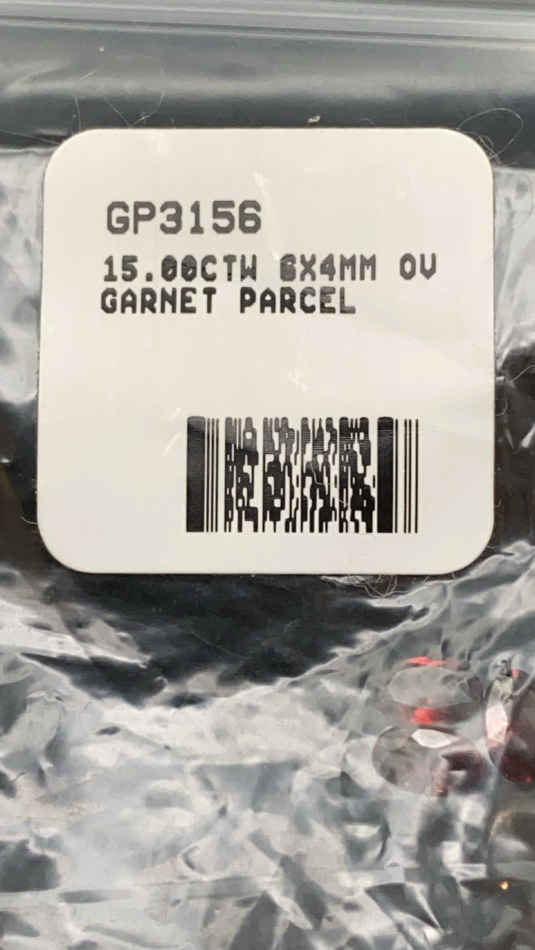 GP3156
15.00CTW 6X4MM OV
GARNET PARCEL